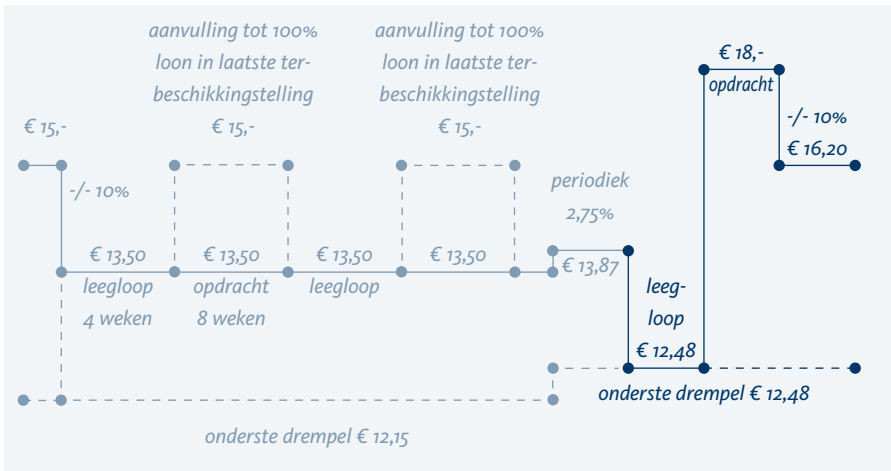 aanvulling tot 100%
loon in laatste ter-
beschikkingstelling
€ 15,-
aanvulling tot 100%
loon in laatste ter-
beschikkingstelling
€ 15,-
€ 18,-
opdracht
-/- 10%
€ 16,20
€ 15,-
-/- 10%
periodiek
2,75%
€ 13,50
leegloop
4 weken
€ 13,50
opdracht
8 weken
€ 13,50
leegloop
€ 13,50
€ 13,87
leeg-
loop
€ 12,48
onderste drempel € 12,48
onderste drempel € 12,15